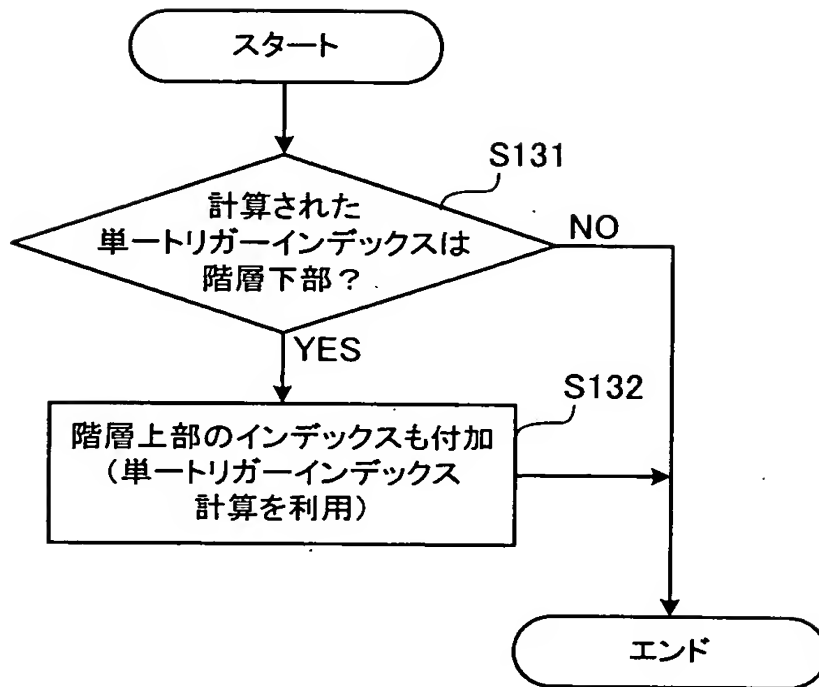 スタート
S131
計算された
単一トリガーインデックスは
階層下部？
NO
YES
S132
階層上部のインデックスも付加
（単一トリガーインデックス
計算を利用）
エンド